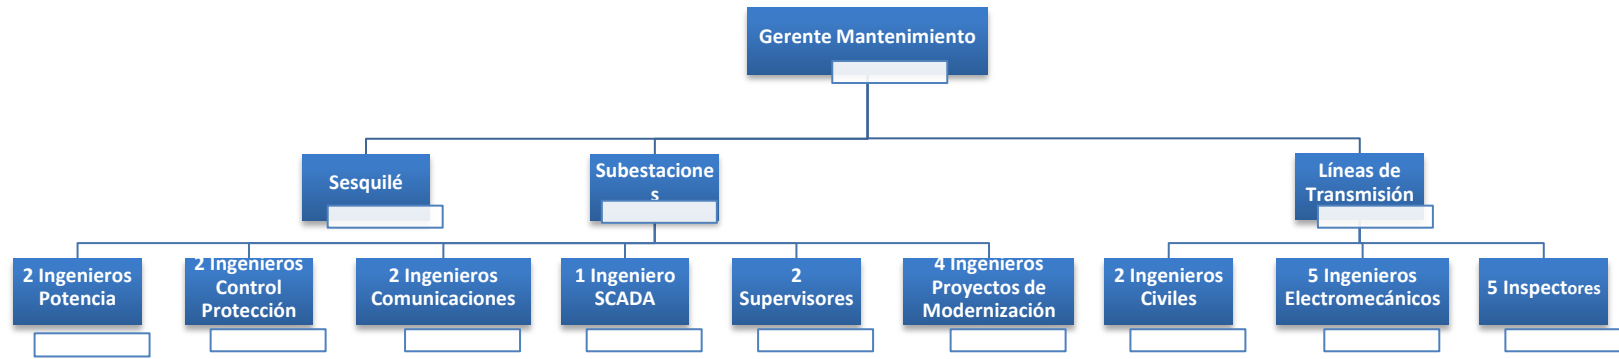 Gerente Mantenimiento
Sesquilé
Subestacione
s
Líneas de
Transmisión
2 Ingenieros
Potencia
2 Ingenieros
Control
Protección
2 Ingenieros
Comunicaciones
1 Ingeniero
SCADA
2
Supervisores
4 Ingenieros
Proyectos de
Modernización
2 Ingenieros
Civiles
5 Ingenieros
Electromecánicos
5 Inspectores